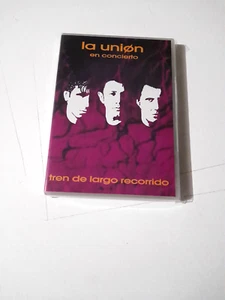 la uniøn
en concierto
tren de largo recorrido